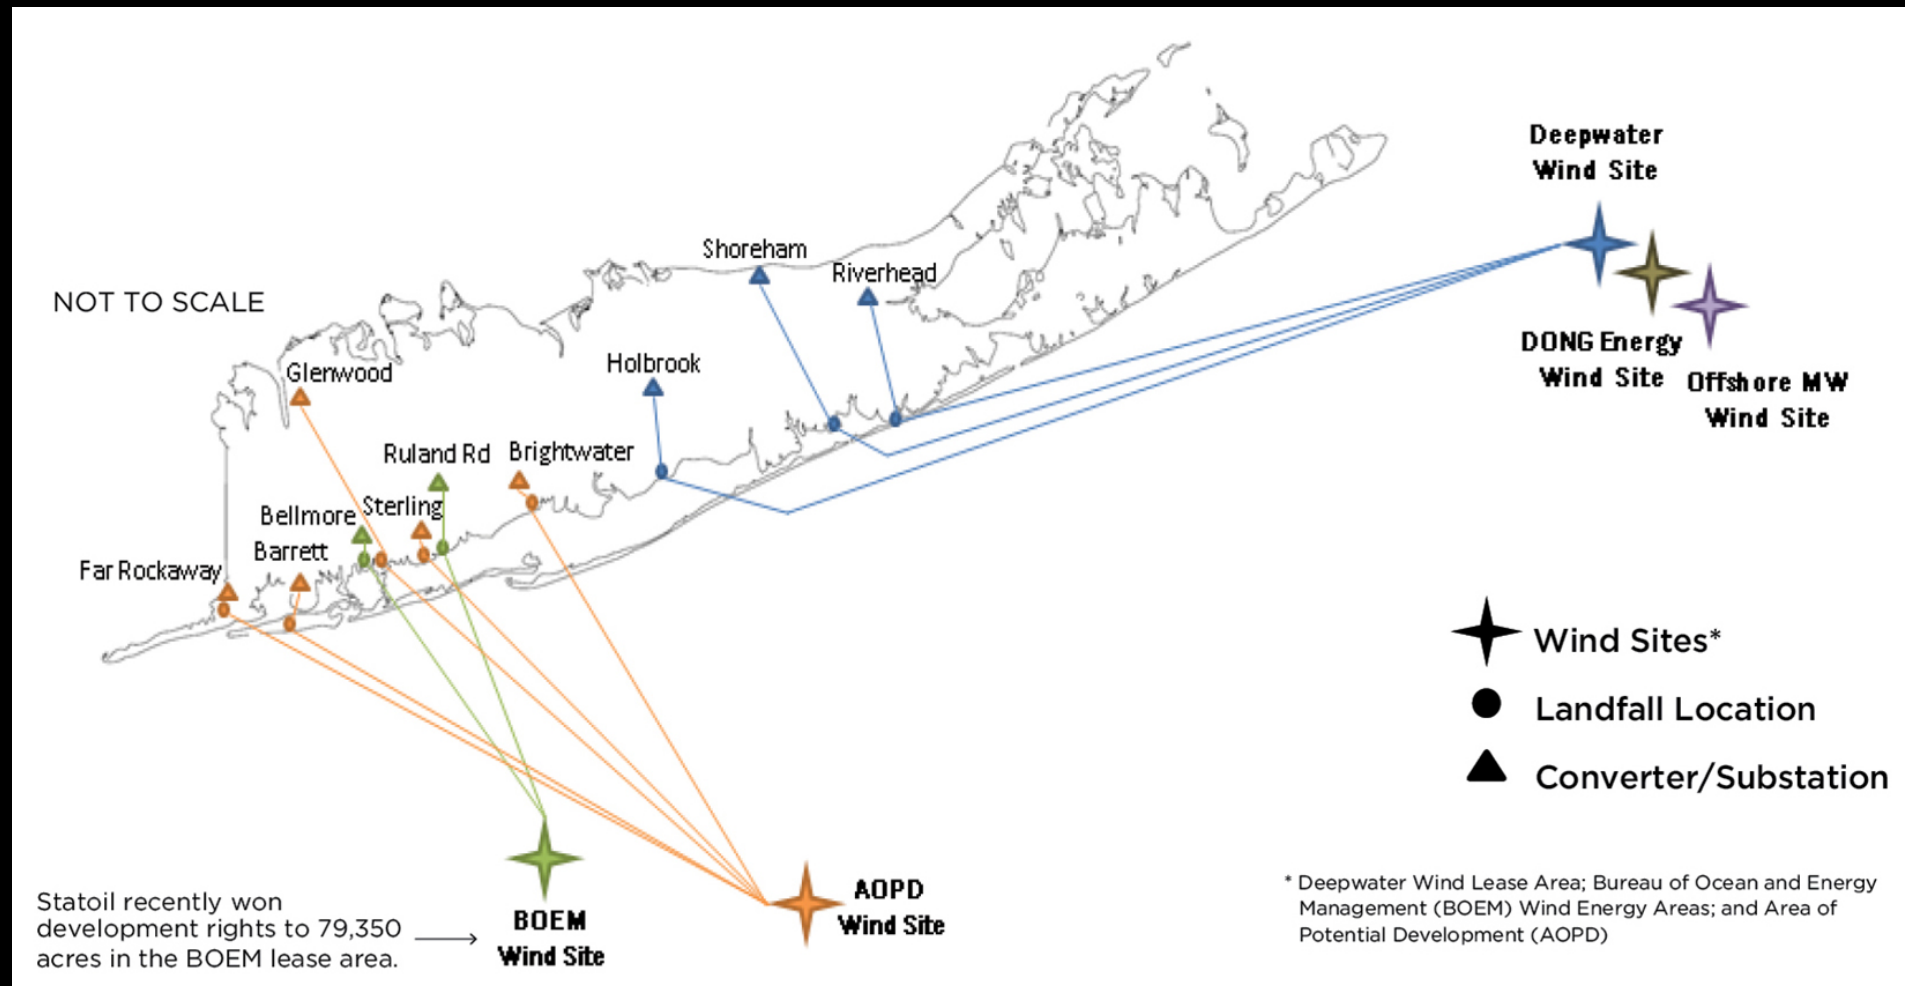 Deepwater
Wind Site
Shoreham
Riverhead
NOT TO SCALE
DONG Energy
Wind Site
Offshore MW
Wind Site
Glenwood
Holbrook
Ruland Rd
Brightwater
Bellmore
Sterling
Barrett
Far Rockaway
Wind Sites*
Landfall Location
Converter/Substation
Statoil recently won
development rights to 79,350
acres in the BOEM lease area.
BOEM
Wind Site
AOPD
Wind Site
* Deepwater Wind Lease Area; Bureau of Ocean and Energy
Management (BOEM) Wind Energy Areas; and Area of
Potential Development (AOPD)